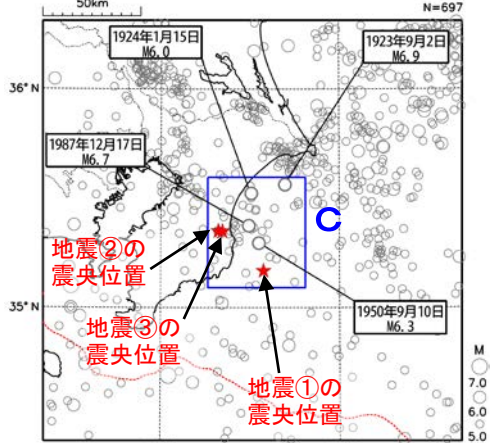 50km
N=697
1924年1月15日
M6.0
1923年9月2日
M6.9
36°N
1987年12月17日
M6.7
C
地震②の
震央位置
35°N
地震③の
震央位置
1950年9月10日
M6.3
地震①の
震央位置
M
7.0
6.0
5.0